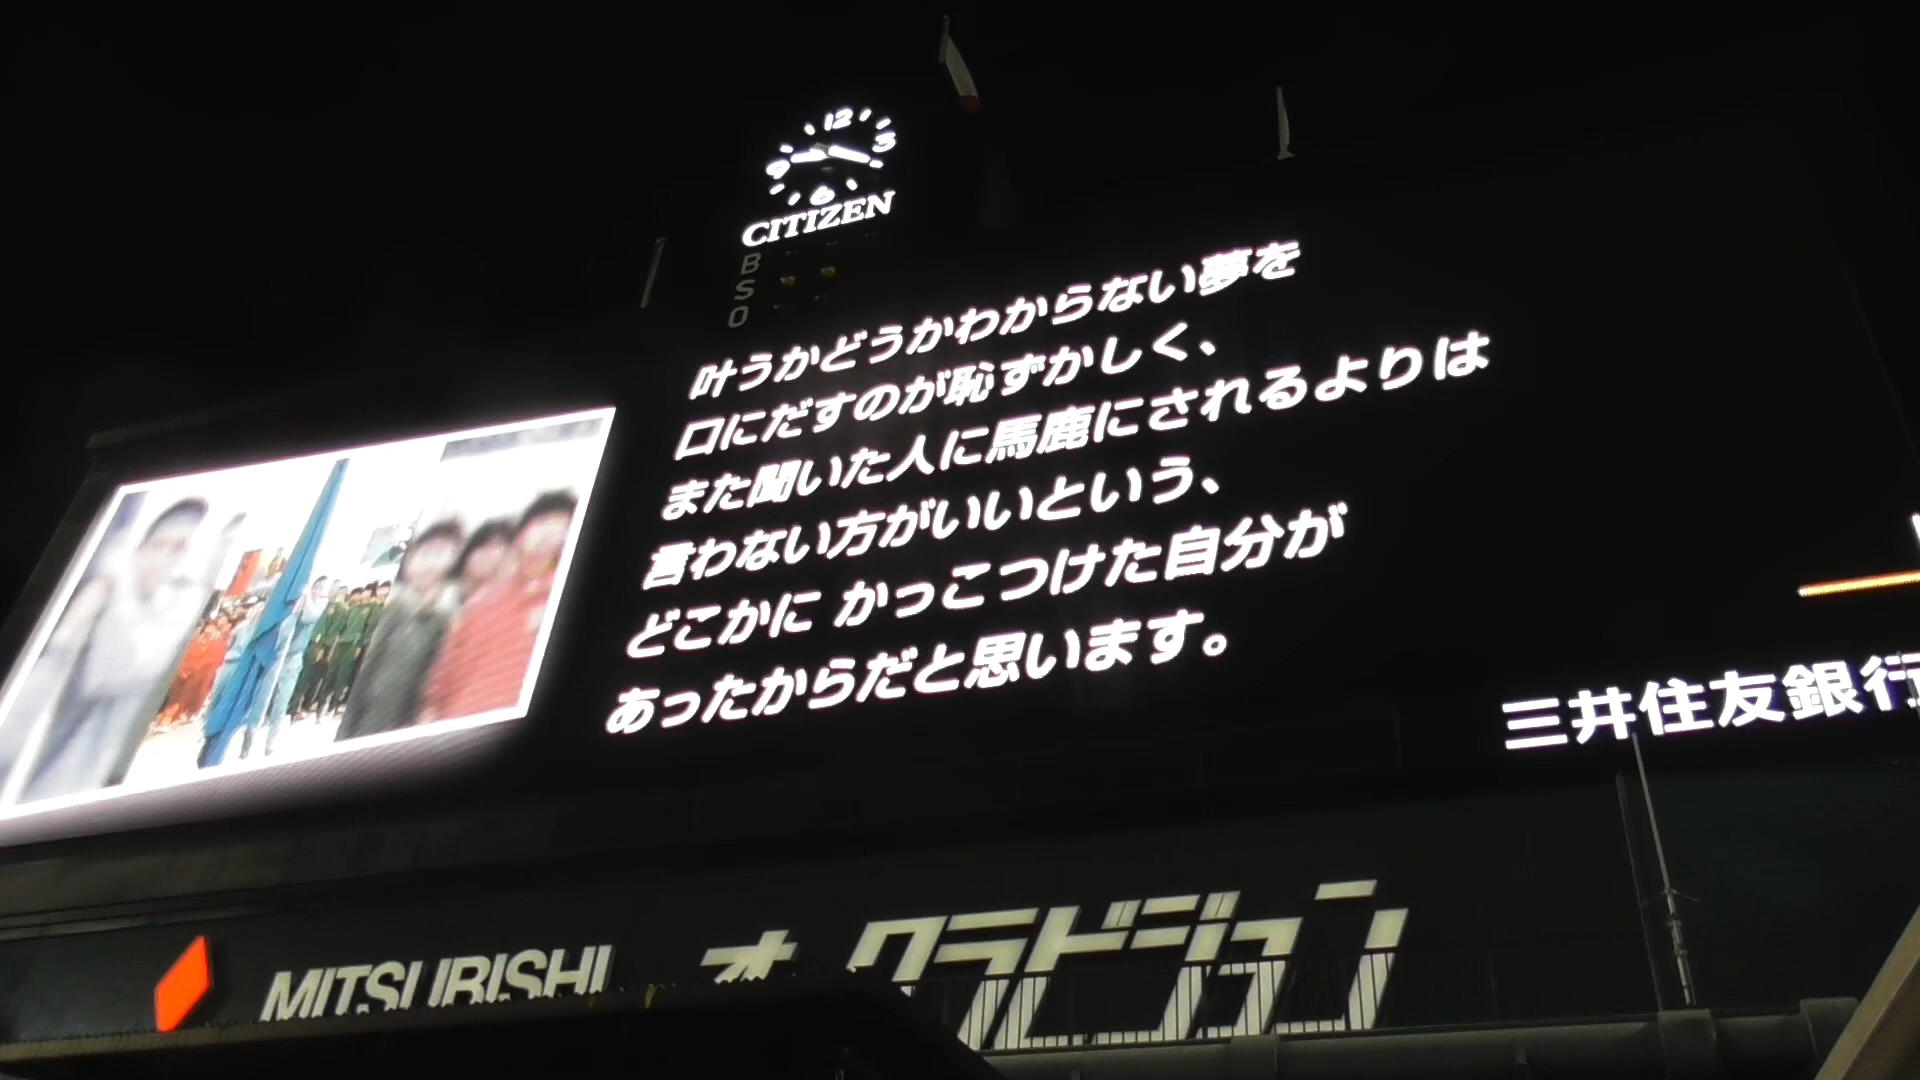 12
3
9
6
CITIZEN
B
S
O
叶うかどうかわからない夢を
口にだすのが恥ずかしく、
また聞いた人に馬鹿にされるよりは
言わない方がいいという、
どこかに かっこつけた自分が
あったからだと思います。
三井住友銀行
MITSUBISHI オーロラビジョン